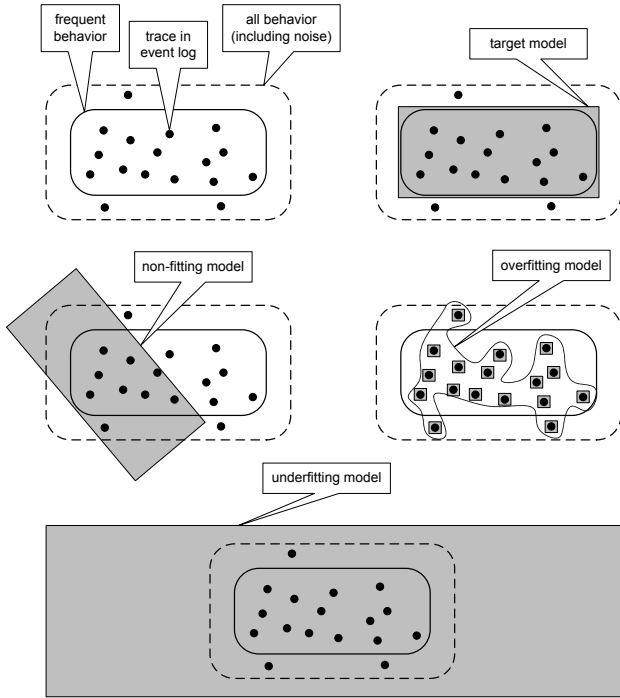 frequent
behavior
trace in
event log
all behavior
(including noise)
target model
non-fitting model
overfitting model
underfitting model